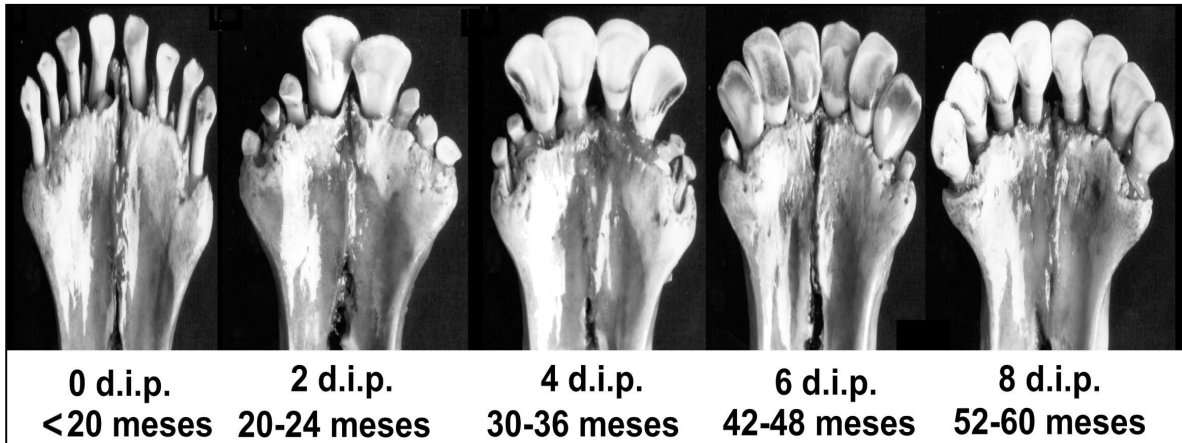 0 d.i.p.
<20 meses
2 d.i.p.
20-24 meses
4 d.i.p.
30-36 meses
6 d.i.p.
42-48 meses
8 d.i.p.
52-60 meses